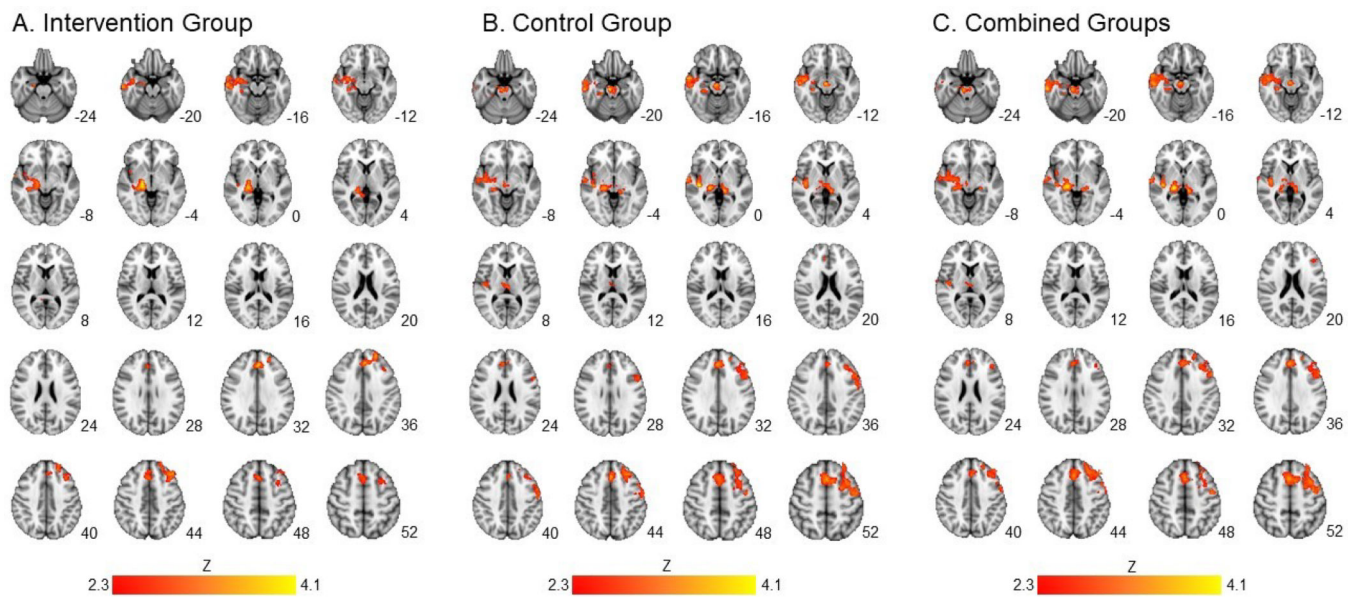 A. Intervention Group
-24 -20 -16 -12
-8 -4 0 4
8 12 16 20
24 28 32 36
40 44 48 52
Z
2.3 4.1
B. Control Group
-24 -20 -16 -12
-8 -4 0 4
8 12 16 20
24 28 32 36
40 44 48 52
Z
2.3 4.1
C. Combined Groups
-24 -20 -16 -12
-8 -4 0 4
8 12 16 20
24 28 32 36
40 44 48 52
Z
2.3 4.1